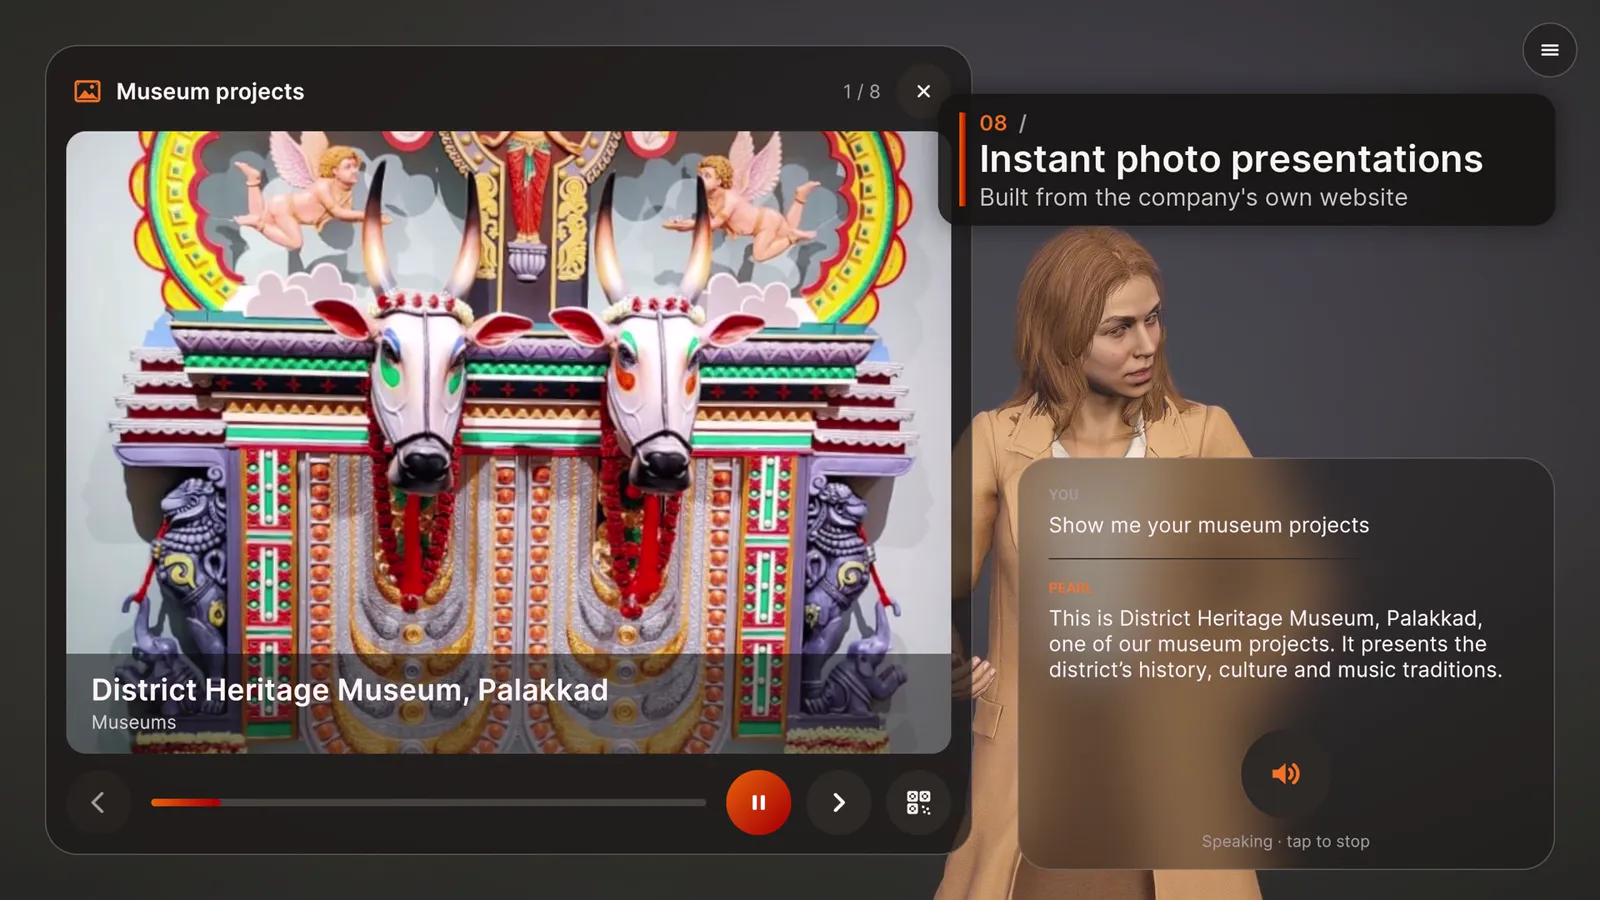 Museum projects
1 / 8
08 /
Instant photo presentations
Built from the company's own website
District Heritage Museum, Palakkad
Museums
YOU
Show me your museum projects
PEARL
This is District Heritage Museum, Palakkad,
one of our museum projects. It presents the
district’s history, culture and music traditions.
Speaking · tap to stop